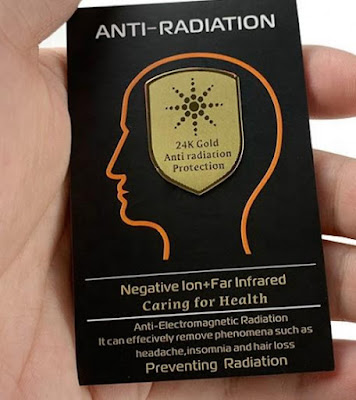 ANTI-RADIATION
24K Gold
Anti radiation
Protection
Negative Ion+Far Infrared
Caring for Health
Anti-Electromagnetic Radiation
It can effecively remove phenomena such as
headache,insomnia and hair loss
Preventing Radiation